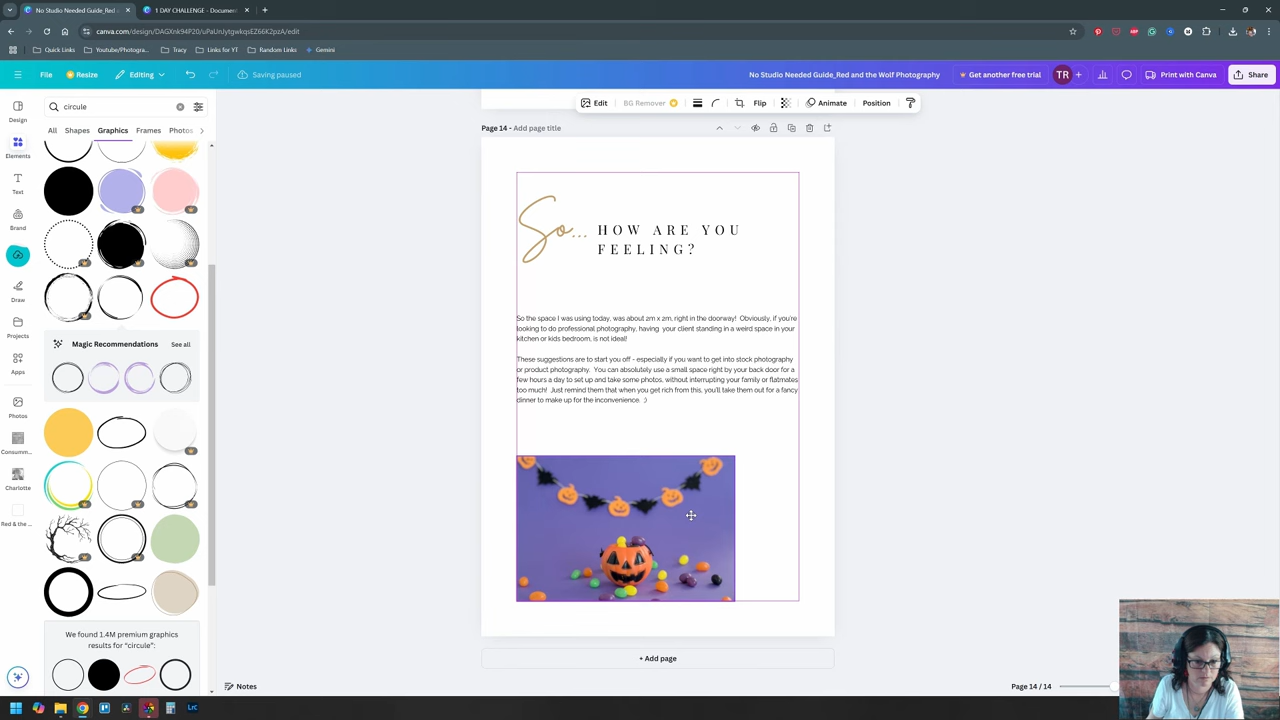 No Studio Needed Guide_Red o
1 DAY CHALLENGE - Document
canva.com/design/DAGXnk94P20/uPaUnJytgwkqsEZ66K2pzA/edit
Quick Links
Youtube/Photogra...
Tracy
Links for YT
Random Links
Gemini
File
Resize
Editing
Saving paused
No Studio Needed Guide_Red and the Wolf Photography
Get another free trial
TR
Print with Canva
Share
Design
Elements
Text
Brand
Draw
Projects
Apps
Photos
Consumm...
Charlotte
Red & the ...
circule
All
Shapes
Graphics
Frames
Photos
Magic Recommendations
See all
We found 1.4M premium graphics
results for "circule":
Edit
BG Remover
Flip
Animate
Position
Page 14 - Add page title
So... HOW ARE YOU
FEELING?
So the space I was using today, was about 2m x 2m, right in the doorway! Obviously, if you're
looking to do professional photography, having your client standing in a weird space in your
kitchen or kids bedroom, is not ideal!
These suggestions are to start you off - especially if you want to get into stock photography
or product photography. You can absolutely use a small space right by your back door for a
few hours a day to set up and take some photos, without interrupting your family or flatmates
too much! Just remind them that when you get rich from this, you'll take them out for a fancy
dinner to make up for the inconvenience. ;)
+ Add page
Notes
Page 14 / 14
LrC